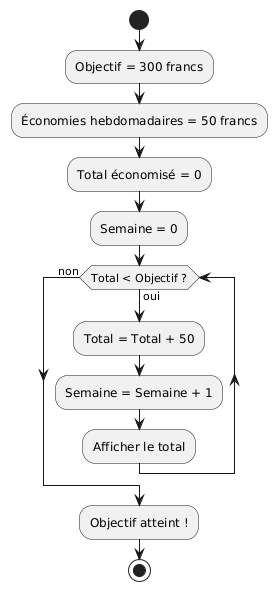 Objectif = 300 francs
Économies hebdomadaires = 50 francs
Total économisé = 0
Semaine = 0
non
Total < Objectif ?
oui
Total = Total + 50
Semaine = Semaine + 1
Afficher le total
Objectif atteint !